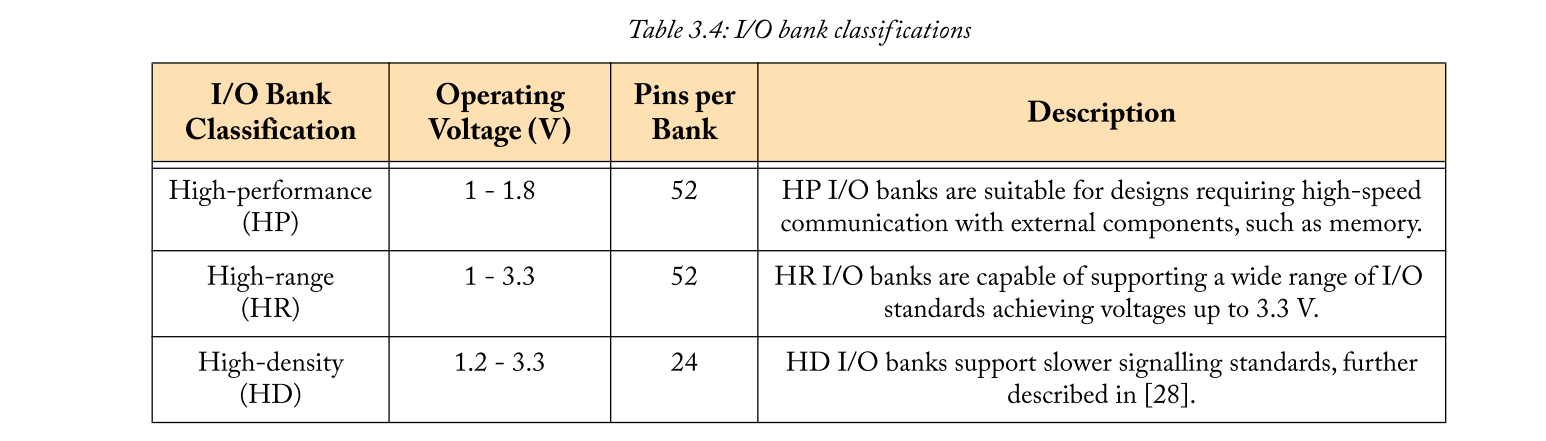 Table 3.4: I/O bank classifications
I/O Bank
Classification
Operating
Voltage (V)
Pins per
Bank
Description
High-performance
(HP)
1 - 1.8
52
HP I/O banks are suitable for designs requiring high-speed
communication with external components, such as memory.
High-range
(HR)
1 - 3.3
52
HR I/O banks are capable of supporting a wide range of I/O
standards achieving voltages up to 3.3 V.
High-density
(HD)
1.2 - 3.3
24
HD I/O banks support slower signalling standards, further
described in [28].